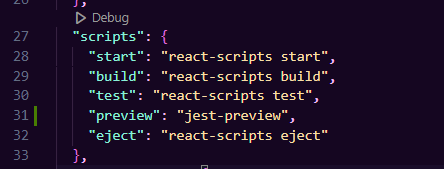 },
Debug
27 "scripts": {
28 "start": "react-scripts start",
29 "build": "react-scripts build",
30 "test": "react-scripts test",
31 "preview": "jest-preview",
32 "eject": "react-scripts eject"
33 },